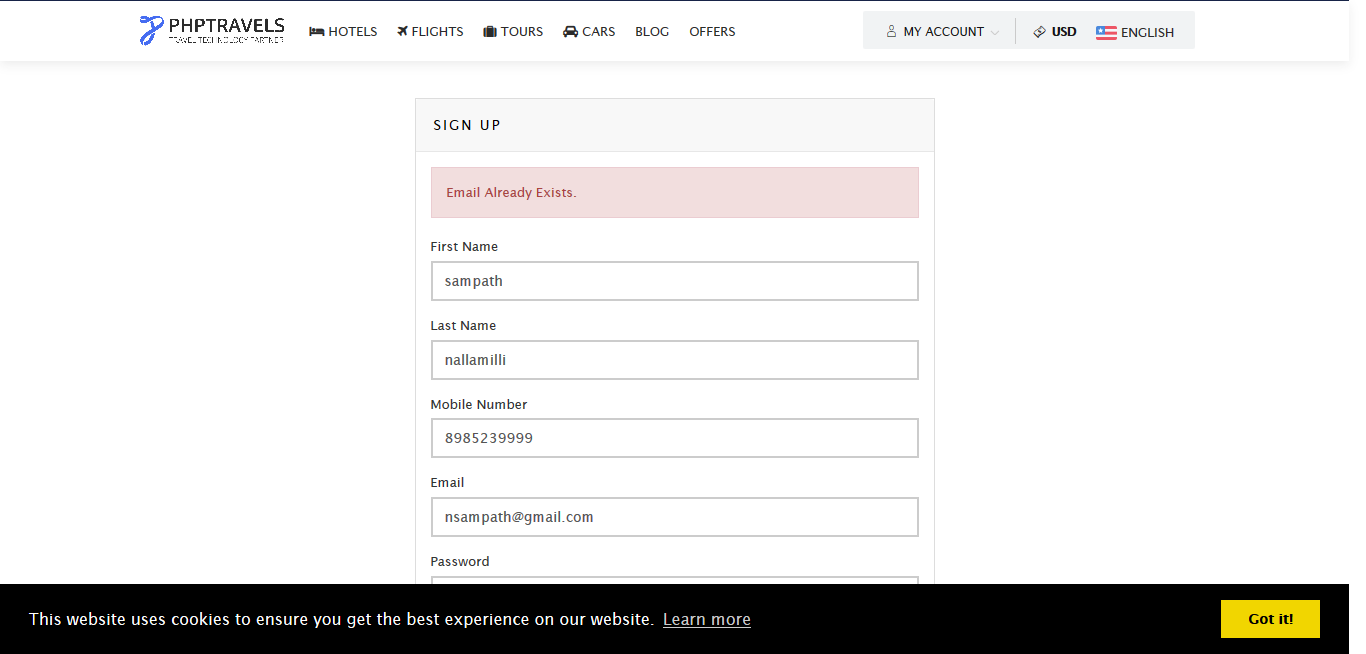 PHPTRAVELS
TRAVEL TECHNOLOGY PARTNER
HOTELS FLIGHTS TOURS CARS BLOG OFFERS MY ACCOUNT USD ENGLISH
SIGN UP
Email Already Exists.
First Name
sampath
Last Name
nallamilli
Mobile Number
8985239999
Email
nsampath@gmail.com
Password
This website uses cookies to ensure you get the best experience on our website. Learn more Got it!